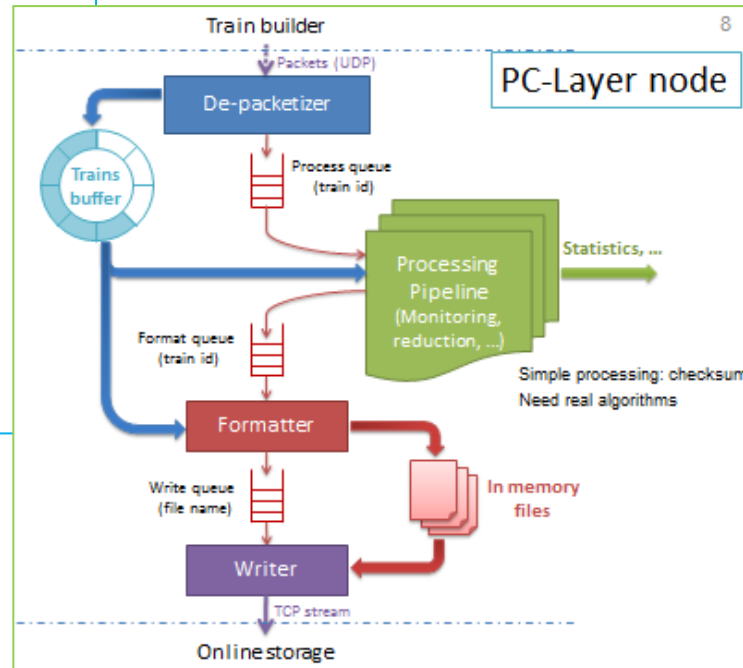 Train builder
8
Packets (UDP)
PC-Layer node
De-packetizer
Trains
buffer
Process queue
(train id)
Statistics, ...
Processing
Pipeline
(Monitoring,
reduction, ...)
Format queue
(train id)
Simple processing: checksum
Need real algorithms
Formatter
Write queue
(file name)
In memory
files
Writer
TCP stream
Online storage